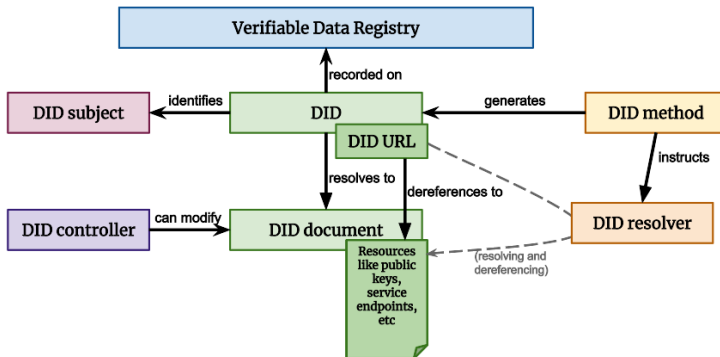 Verifiable Data Registry
recorded on
DID subject
identifies
DID
generates
DID method
DID URL
resolves to
dereferences to
instructs
DID controller
can modify
DID document
DID resolver
(resolving and
dereferencing)
Resources
like public
keys,
service
endpoints,
etc